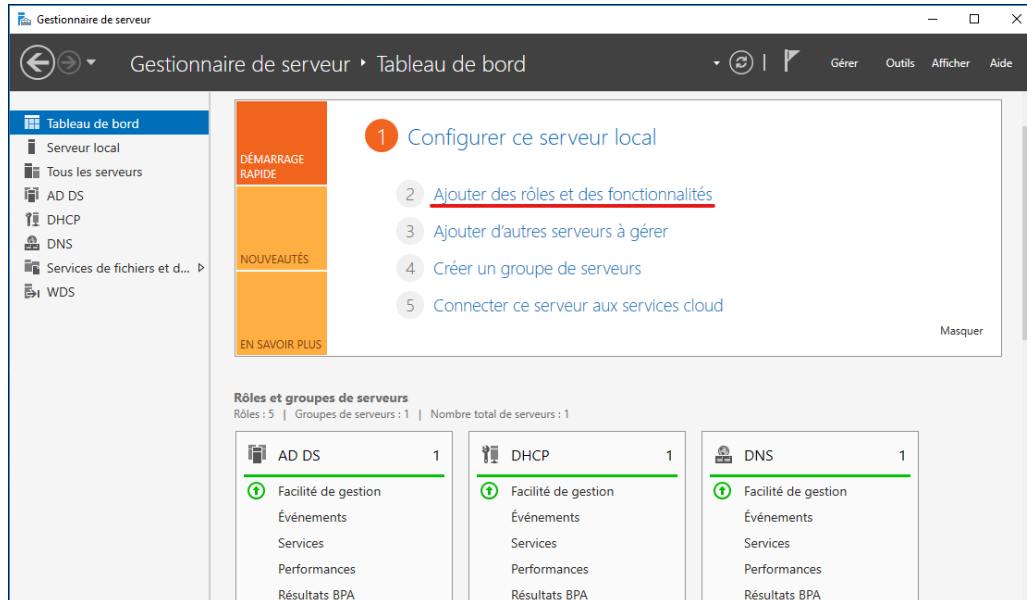 Gestionnaire de serveur
Gestionnaire de serveur ‣ Tableau de bord
Gérer Outils Afficher Aide
Tableau de bord
Serveur local
Tous les serveurs
AD DS
DHCP
DNS
Services de fichiers et d...
WDS
DÉMARRAGE
RAPIDE
NOUVEAUTÉS
EN SAVOIR PLUS
1 Configurer ce serveur local
2 Ajouter des rôles et des fonctionnalités
3 Ajouter d’autres serveurs à gérer
4 Créer un groupe de serveurs
5 Connecter ce serveur aux services cloud
Masquer
Rôles et groupes de serveurs
Rôles : 5 | Groupes de serveurs : 1 | Nombre total de serveurs : 1
AD DS 1
Facilité de gestion
Événements
Services
Performances
Résultats BPA
DHCP 1
Facilité de gestion
Événements
Services
Performances
Résultats BPA
DNS 1
Facilité de gestion
Événements
Services
Performances
Résultats BPA